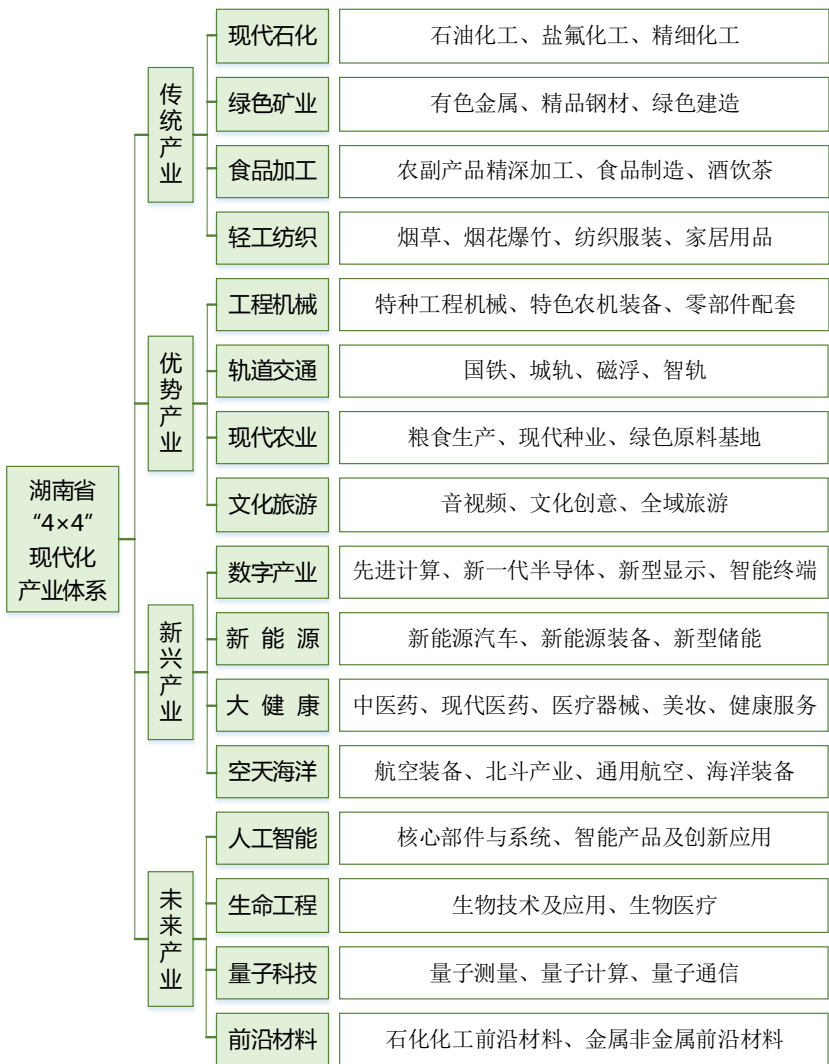 湖南省
“4×4”
现代化
产业体系
传统产业
现代石化
石油化工、盐氟化工、精细化工
绿色矿业
有色金属、精品钢材、绿色建造
食品加工
农副产品精深加工、食品制造、酒饮茶
轻工纺织
烟草、烟花爆竹、纺织服装、家居用品
优势产业
工程机械
特种工程机械、特色农机装备、零部件配套
轨道交通
国铁、城轨、磁浮、智轨
现代农业
粮食生产、现代种业、绿色原料基地
文化旅游
音视频、文化创意、全域旅游
新兴产业
数字产业
先进计算、新一代半导体、新型显示、智能终端
新能源
新能源汽车、新能源装备、新型储能
大健康
中医药、现代医药、医疗器械、美妆、健康服务
空天海洋
航空装备、北斗产业、通用航空、海洋装备
未来产业
人工智能
核心部件与系统、智能产品及创新应用
生命工程
生物技术及应用、生物医疗
量子科技
量子测量、量子计算、量子通信
前沿材料
石化化工前沿材料、金属非金属前沿材料